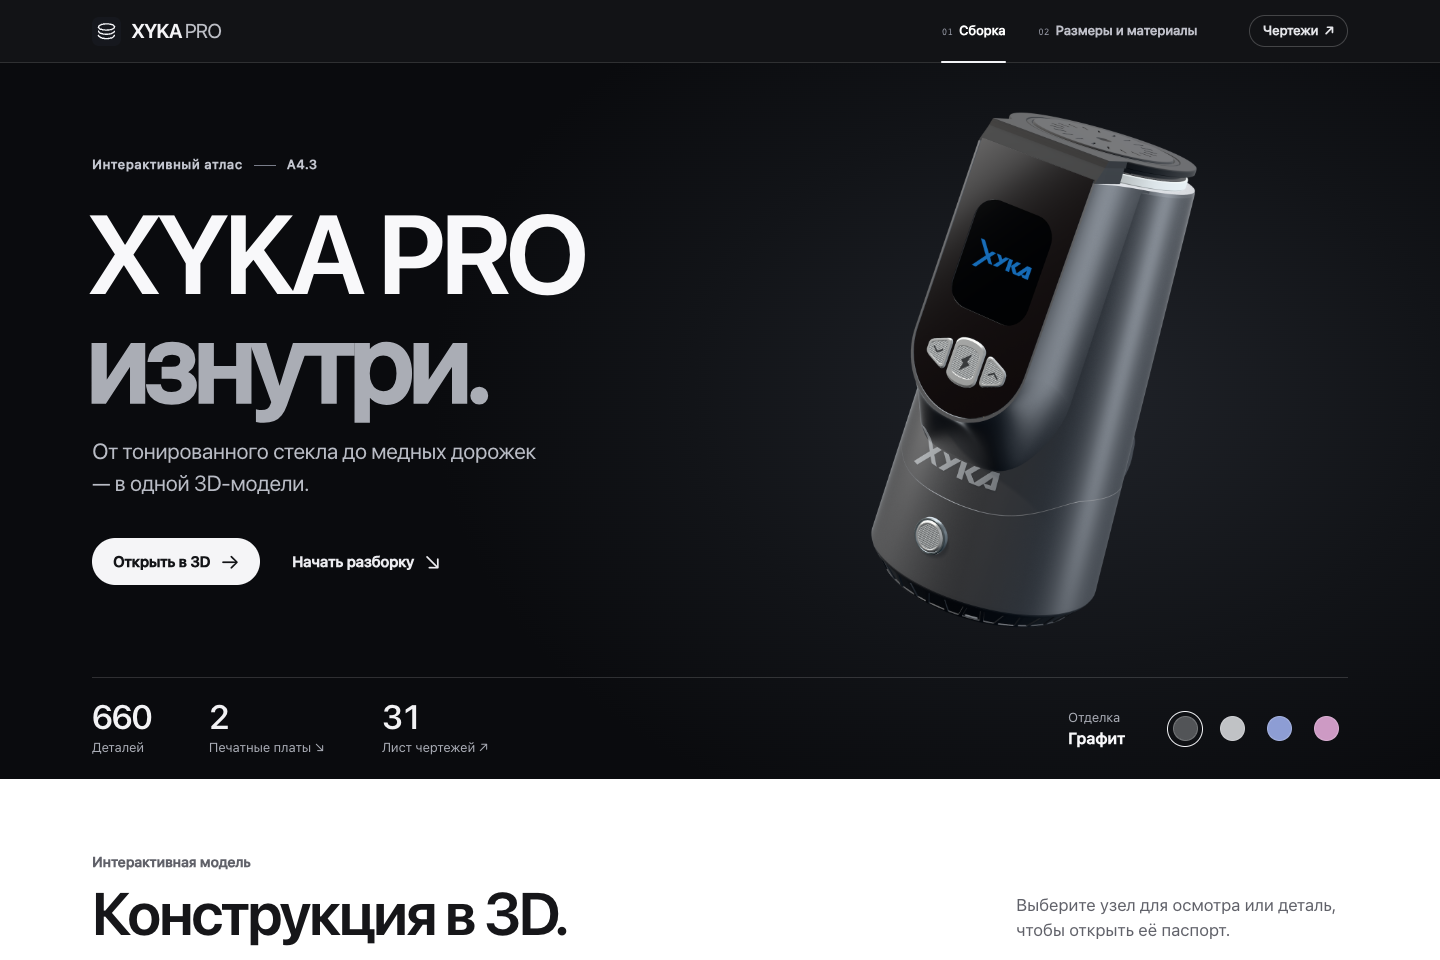 XYKA PRO
01 Сборка
02 Размеры и материалы
Чертежи ↗
Интерактивный атлас — A4.3
XYKA PRO
изнутри.
От тонированного стекла до медных дорожек
— в одной 3D-модели.
Открыть в 3D →
Начать разборку ↘
XYKA
XYKA
660
Деталей
2
Печатные платы ↘
31
Лист чертежей ↗
Отделка
Графит
Интерактивная модель
Конструкция в 3D.
Выберите узел для осмотра или деталь,
чтобы открыть её паспорт.